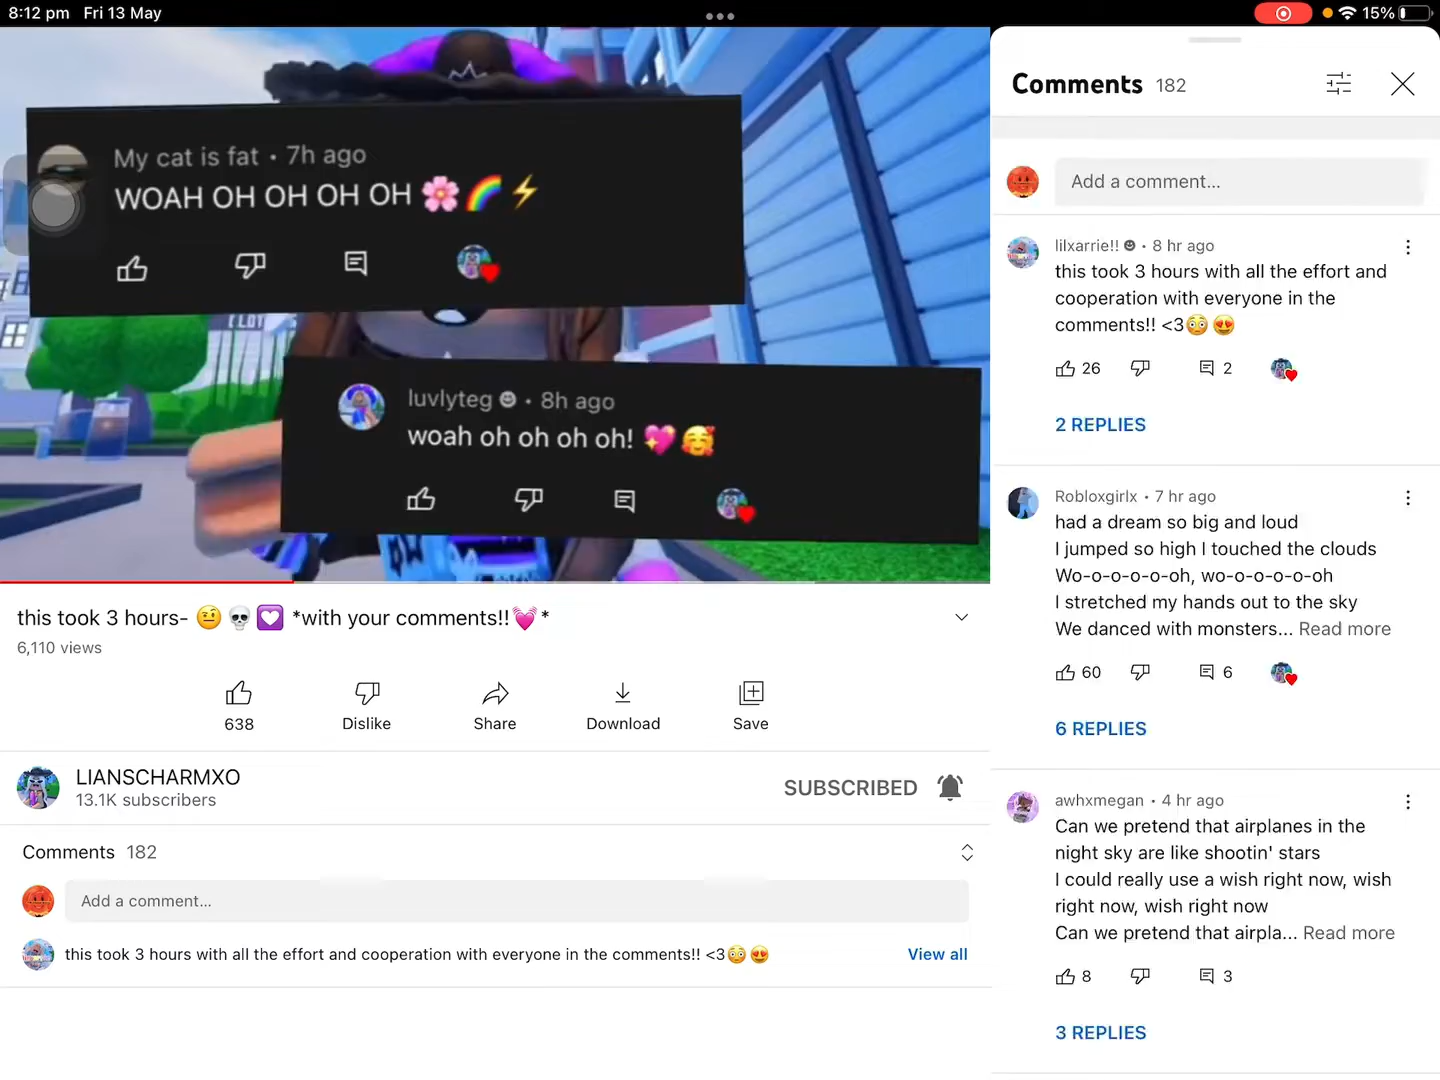 8:12 pm Fri 13 May
15%
My cat is fat • 7h ago
WOAH OH OH OH OH 🌸🌈⚡
luvlyteg ☻ • 8h ago
woah oh oh oh oh! 💖🥰
this took 3 hours- 🤨💀💟 *with your comments!!💓*
6,110 views
638
Dislike
Share
Download
Save
LIANSCHARMXO
13.1K subscribers
SUBSCRIBED
Comments 182
Add a comment...
this took 3 hours with all the effort and cooperation with everyone in the comments!! <3😳😍
View all
Comments 182
Add a comment...
lilxarrie!! ☻ • 8 hr ago
this took 3 hours with all the effort and
cooperation with everyone in the
comments!! <3😳😍
26
2
2 REPLIES
Robloxgirlx • 7 hr ago
had a dream so big and loud
I jumped so high I touched the clouds
Wo-o-o-o-o-oh, wo-o-o-o-o-oh
I stretched my hands out to the sky
We danced with monsters... Read more
60
6
6 REPLIES
awhxmegan • 4 hr ago
Can we pretend that airplanes in the
night sky are like shootin' stars
I could really use a wish right now, wish
right now, wish right now
Can we pretend that airpla... Read more
8
3
3 REPLIES